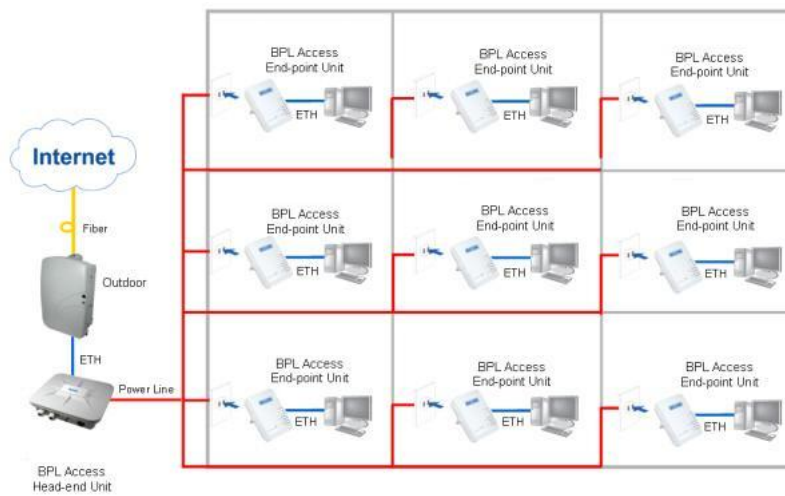 BPL Access
End-point Unit
ETH
BPL Access
End-point Unit
ETH
BPL Access
End-point Unit
ETH
Internet
Fiber
Outdoor
ETH
BPL Access
End-point Unit
ETH
BPL Access
End-point Unit
ETH
BPL Access
End-point Unit
ETH
Power Line
BPL Access
End-point Unit
ETH
BPL Access
End-point Unit
ETH
BPL Access
End-point Unit
ETH
BPL Access
Head-end Unit